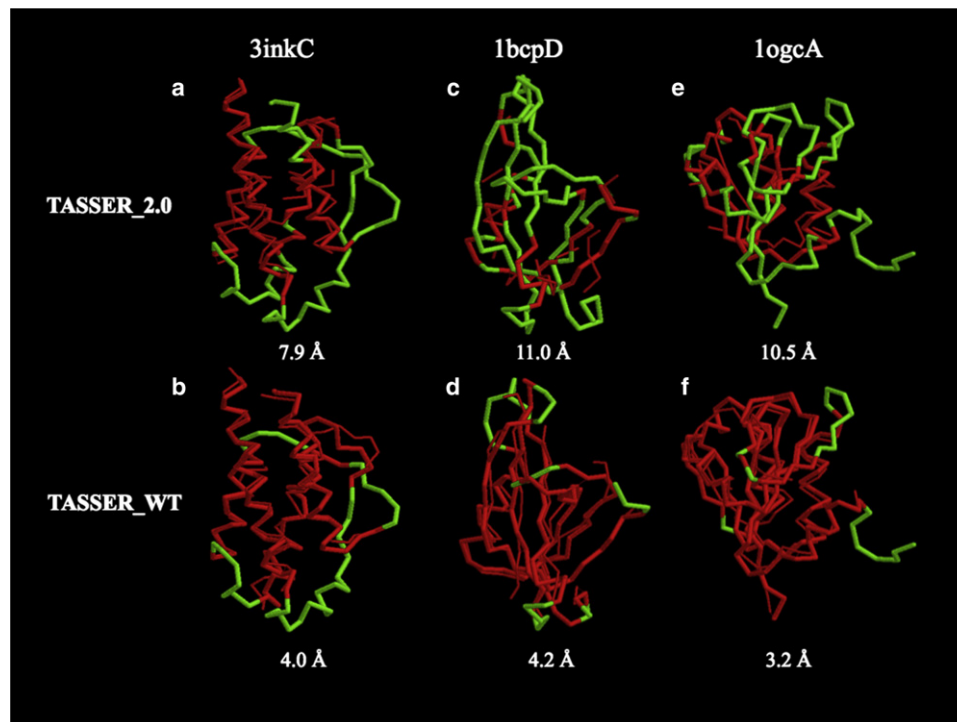 3inkC 1bcpD 1ogcA
a c e
TASSER_2.0
7.9 Å 11.0 Å 10.5 Å
b d f
TASSER_WT
4.0 Å 4.2 Å 3.2 Å